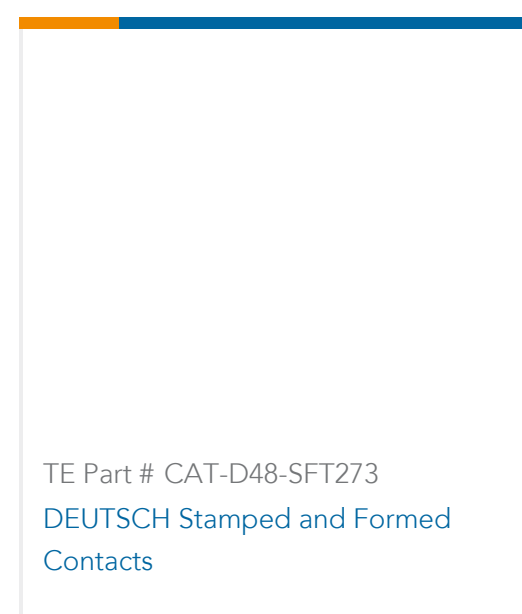 TE Part # CAT-D48-SFT273
DEUTSCH Stamped and Formed
Contacts